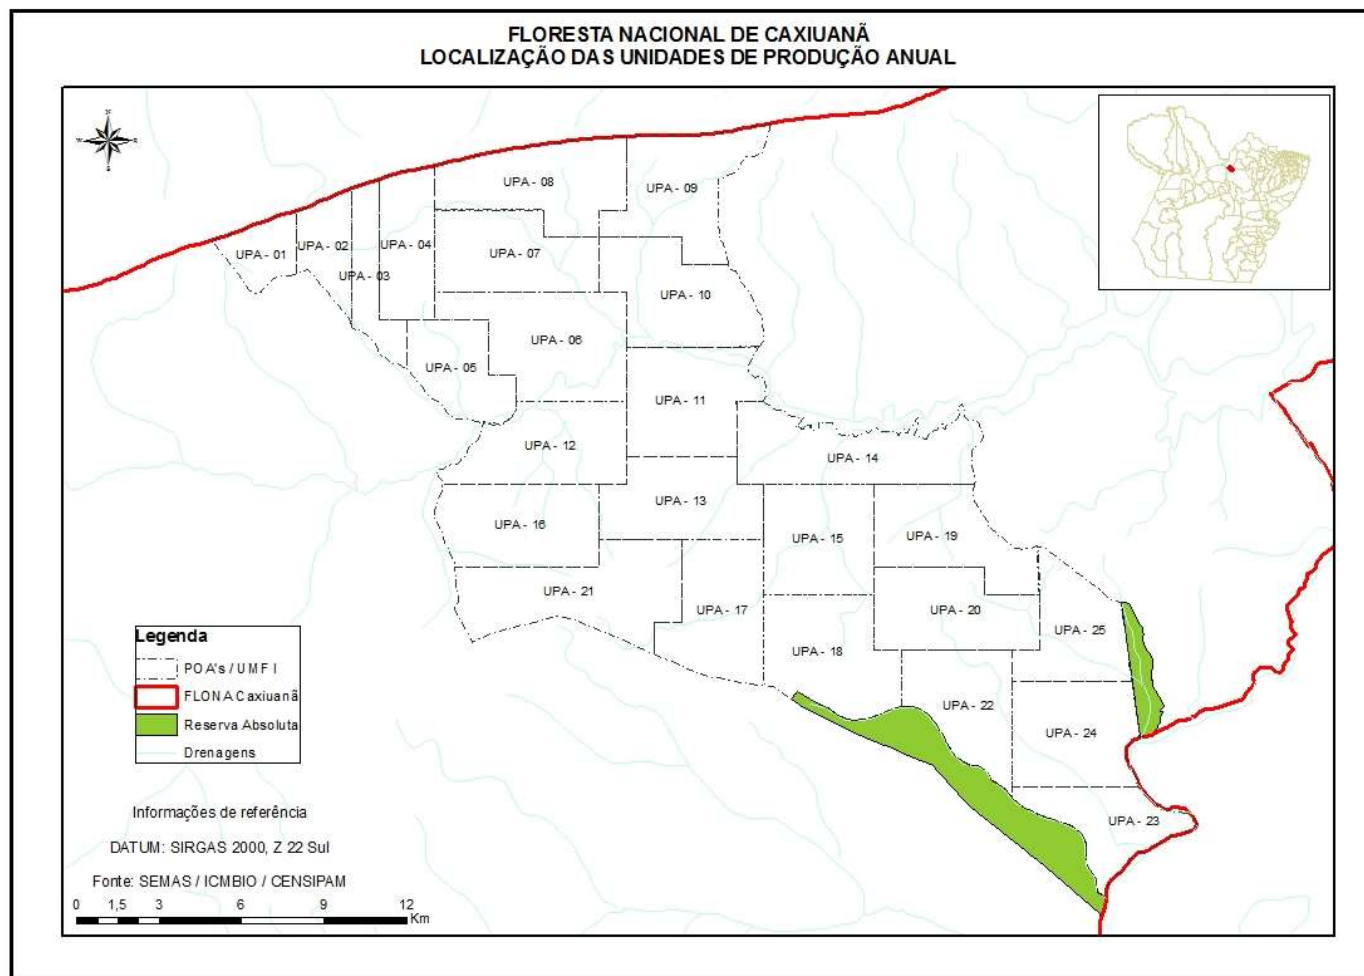 FLORESTA NACIONAL DE CAXIUANÃ
LOCALIZAÇÃO DAS UNIDADES DE PRODUÇÃO ANUAL
N
W
E
S
UPA - 08
UPA - 09
UPA - 01
UPA - 02
UPA - 03
UPA - 04
UPA - 07
UPA - 10
UPA - 06
UPA - 05
UPA - 11
UPA - 12
UPA - 14
UPA - 13
UPA - 16
UPA - 15
UPA - 19
UPA - 21
UPA - 17
UPA - 20
UPA - 25
UPA - 18
UPA - 22
UPA - 24
UPA - 23
Legenda
POA's / UMF I
FLONA Caxiuanã
Reserva Absoluta
Drenagens
Informações de referência
DATUM: SIRGAS 2000, Z 22 Sul
Fonte: SEMAS / ICMBIO / CENSIPAM
0 1,5 3 6 9 12
Km